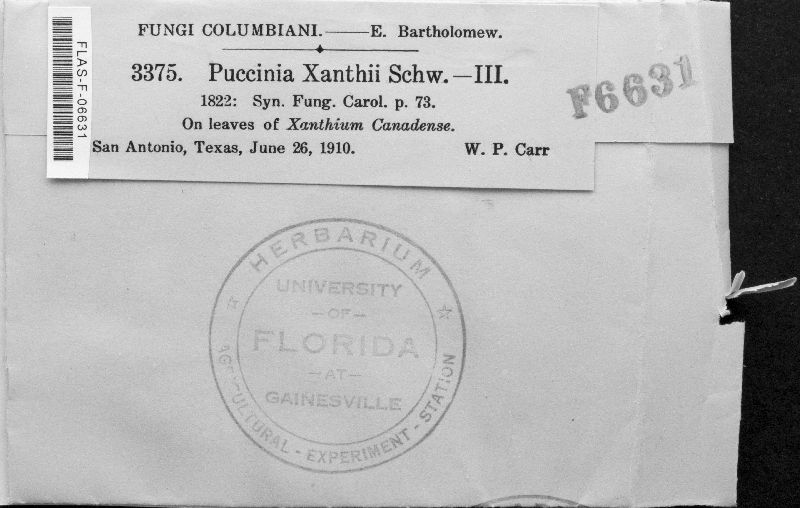 FUNGI COLUMBIANI.——E. Bartholomew.
3375. Puccinia Xanthii Schw.—III.
1822: Syn. Fung. Carol. p. 73.
On leaves of Xanthium Canadense.
San Antonio, Texas, June 26, 1910. W. P. Carr
FLAS-F-06631
F6631
HERBARIUM
UNIVERSITY
—OF—
FLORIDA
—AT—
GAINESVILLE
AGRICULTURAL - EXPERIMENT - STATION